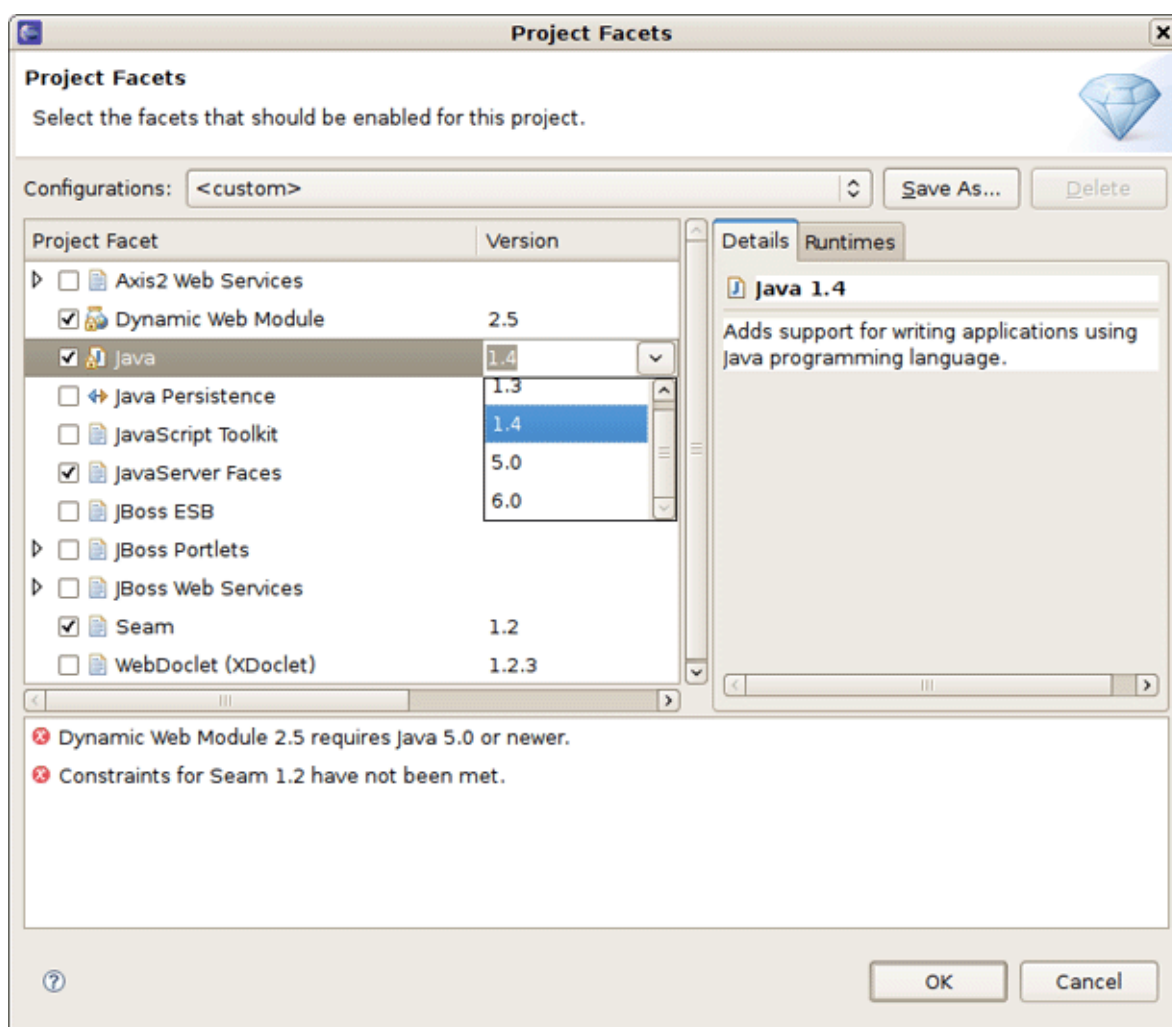 Project Facets
Project Facets
Select the facets that should be enabled for this project.
Configurations: <custom> Save As... Delete
Project Facet Version
Axis2 Web Services
Dynamic Web Module 2.5
Java 1.4
1.3
Java Persistence
1.4
JavaScript Toolkit
5.0
JavaServer Faces
6.0
JBoss ESB
JBoss Portlets
JBoss Web Services
Seam 1.2
WebDoclet (XDoclet) 1.2.3
Details Runtimes
Java 1.4
Adds support for writing applications using
Java programming language.
Dynamic Web Module 2.5 requires Java 5.0 or newer.
Constraints for Seam 1.2 have not been met.
OK Cancel